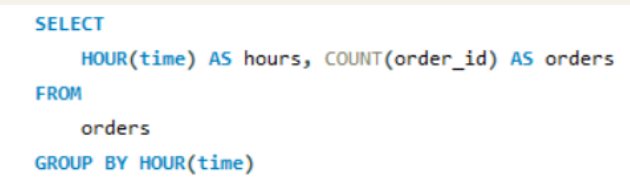 SELECT
HOUR(time) AS hours, COUNT(order_id) AS orders
FROM
orders
GROUP BY HOUR(time)